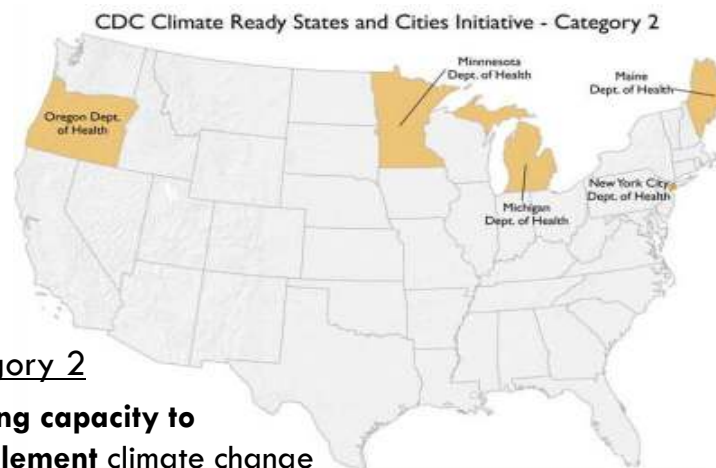 CDC Climate Ready States and Cities Initiative - Category 2
Minnnesota
Dept. of Health
Maine
Dept. of Health
Oregon Dept.
of Health
New York City
Dept. of Health
Michigan
Dept. of Health
gory 2
ng capacity to
lement climate change